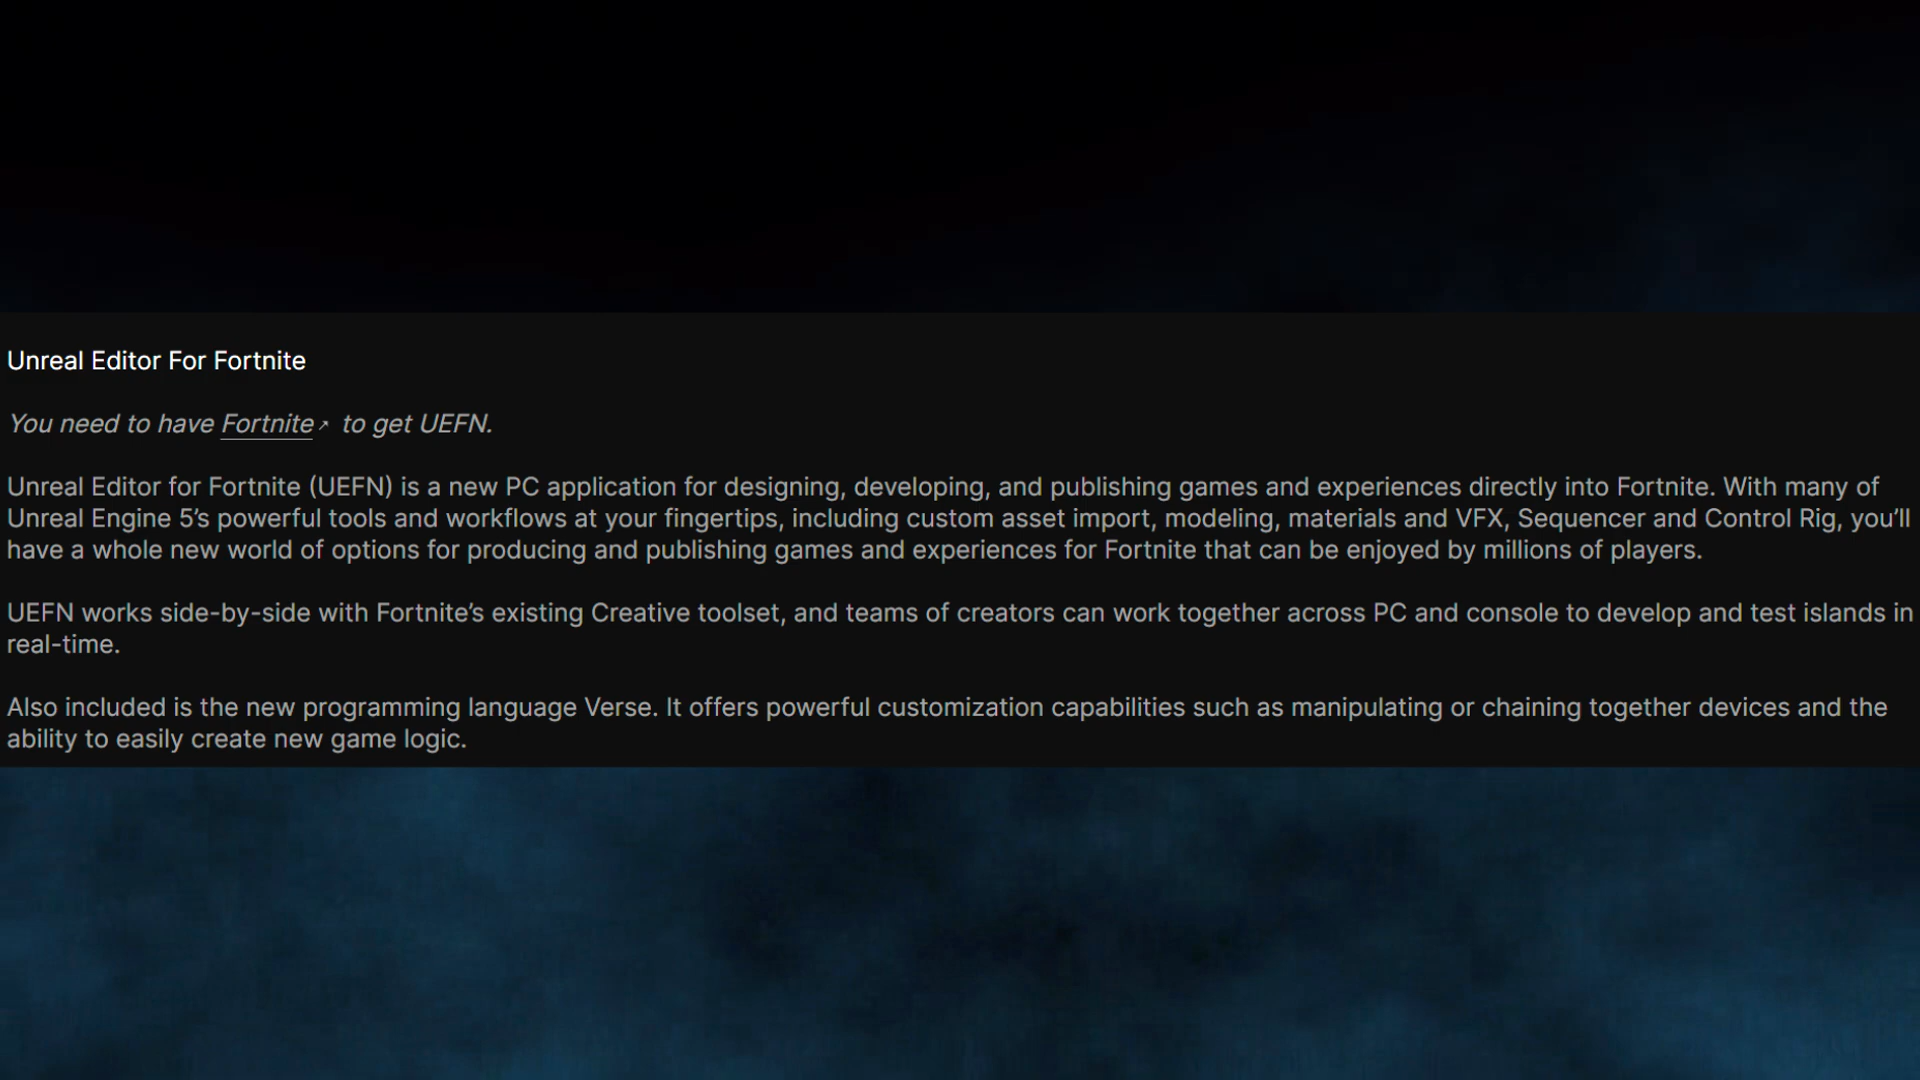 Unreal Editor For Fortnite
You need to have Fortnite↗ to get UEFN.
Unreal Editor for Fortnite (UEFN) is a new PC application for designing, developing, and publishing games and experiences directly into Fortnite. With many of
Unreal Engine 5’s powerful tools and workflows at your fingertips, including custom asset import, modeling, materials and VFX, Sequencer and Control Rig, you’ll
have a whole new world of options for producing and publishing games and experiences for Fortnite that can be enjoyed by millions of players.
UEFN works side-by-side with Fortnite’s existing Creative toolset, and teams of creators can work together across PC and console to develop and test islands in
real-time.
Also included is the new programming language Verse. It offers powerful customization capabilities such as manipulating or chaining together devices and the
ability to easily create new game logic.